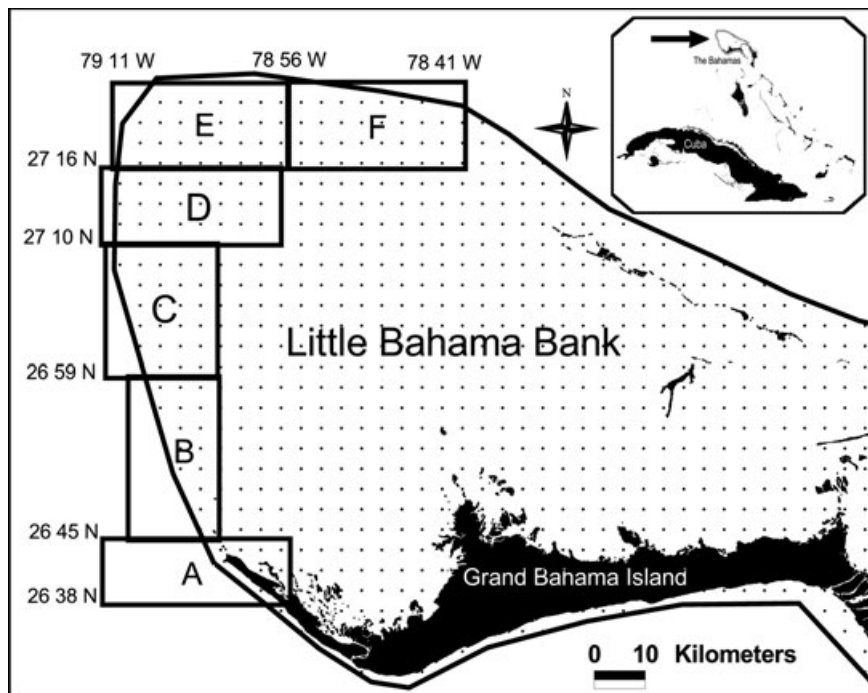 79 11 W
78 56 W
78 41 W
N
The Bahamas
Cuba
E
F
27 16 N
D
27 10 N
C
Little Bahama Bank
26 59 N
B
26 45 N
A
Grand Bahama Island
26 38 N
0 10 Kilometers